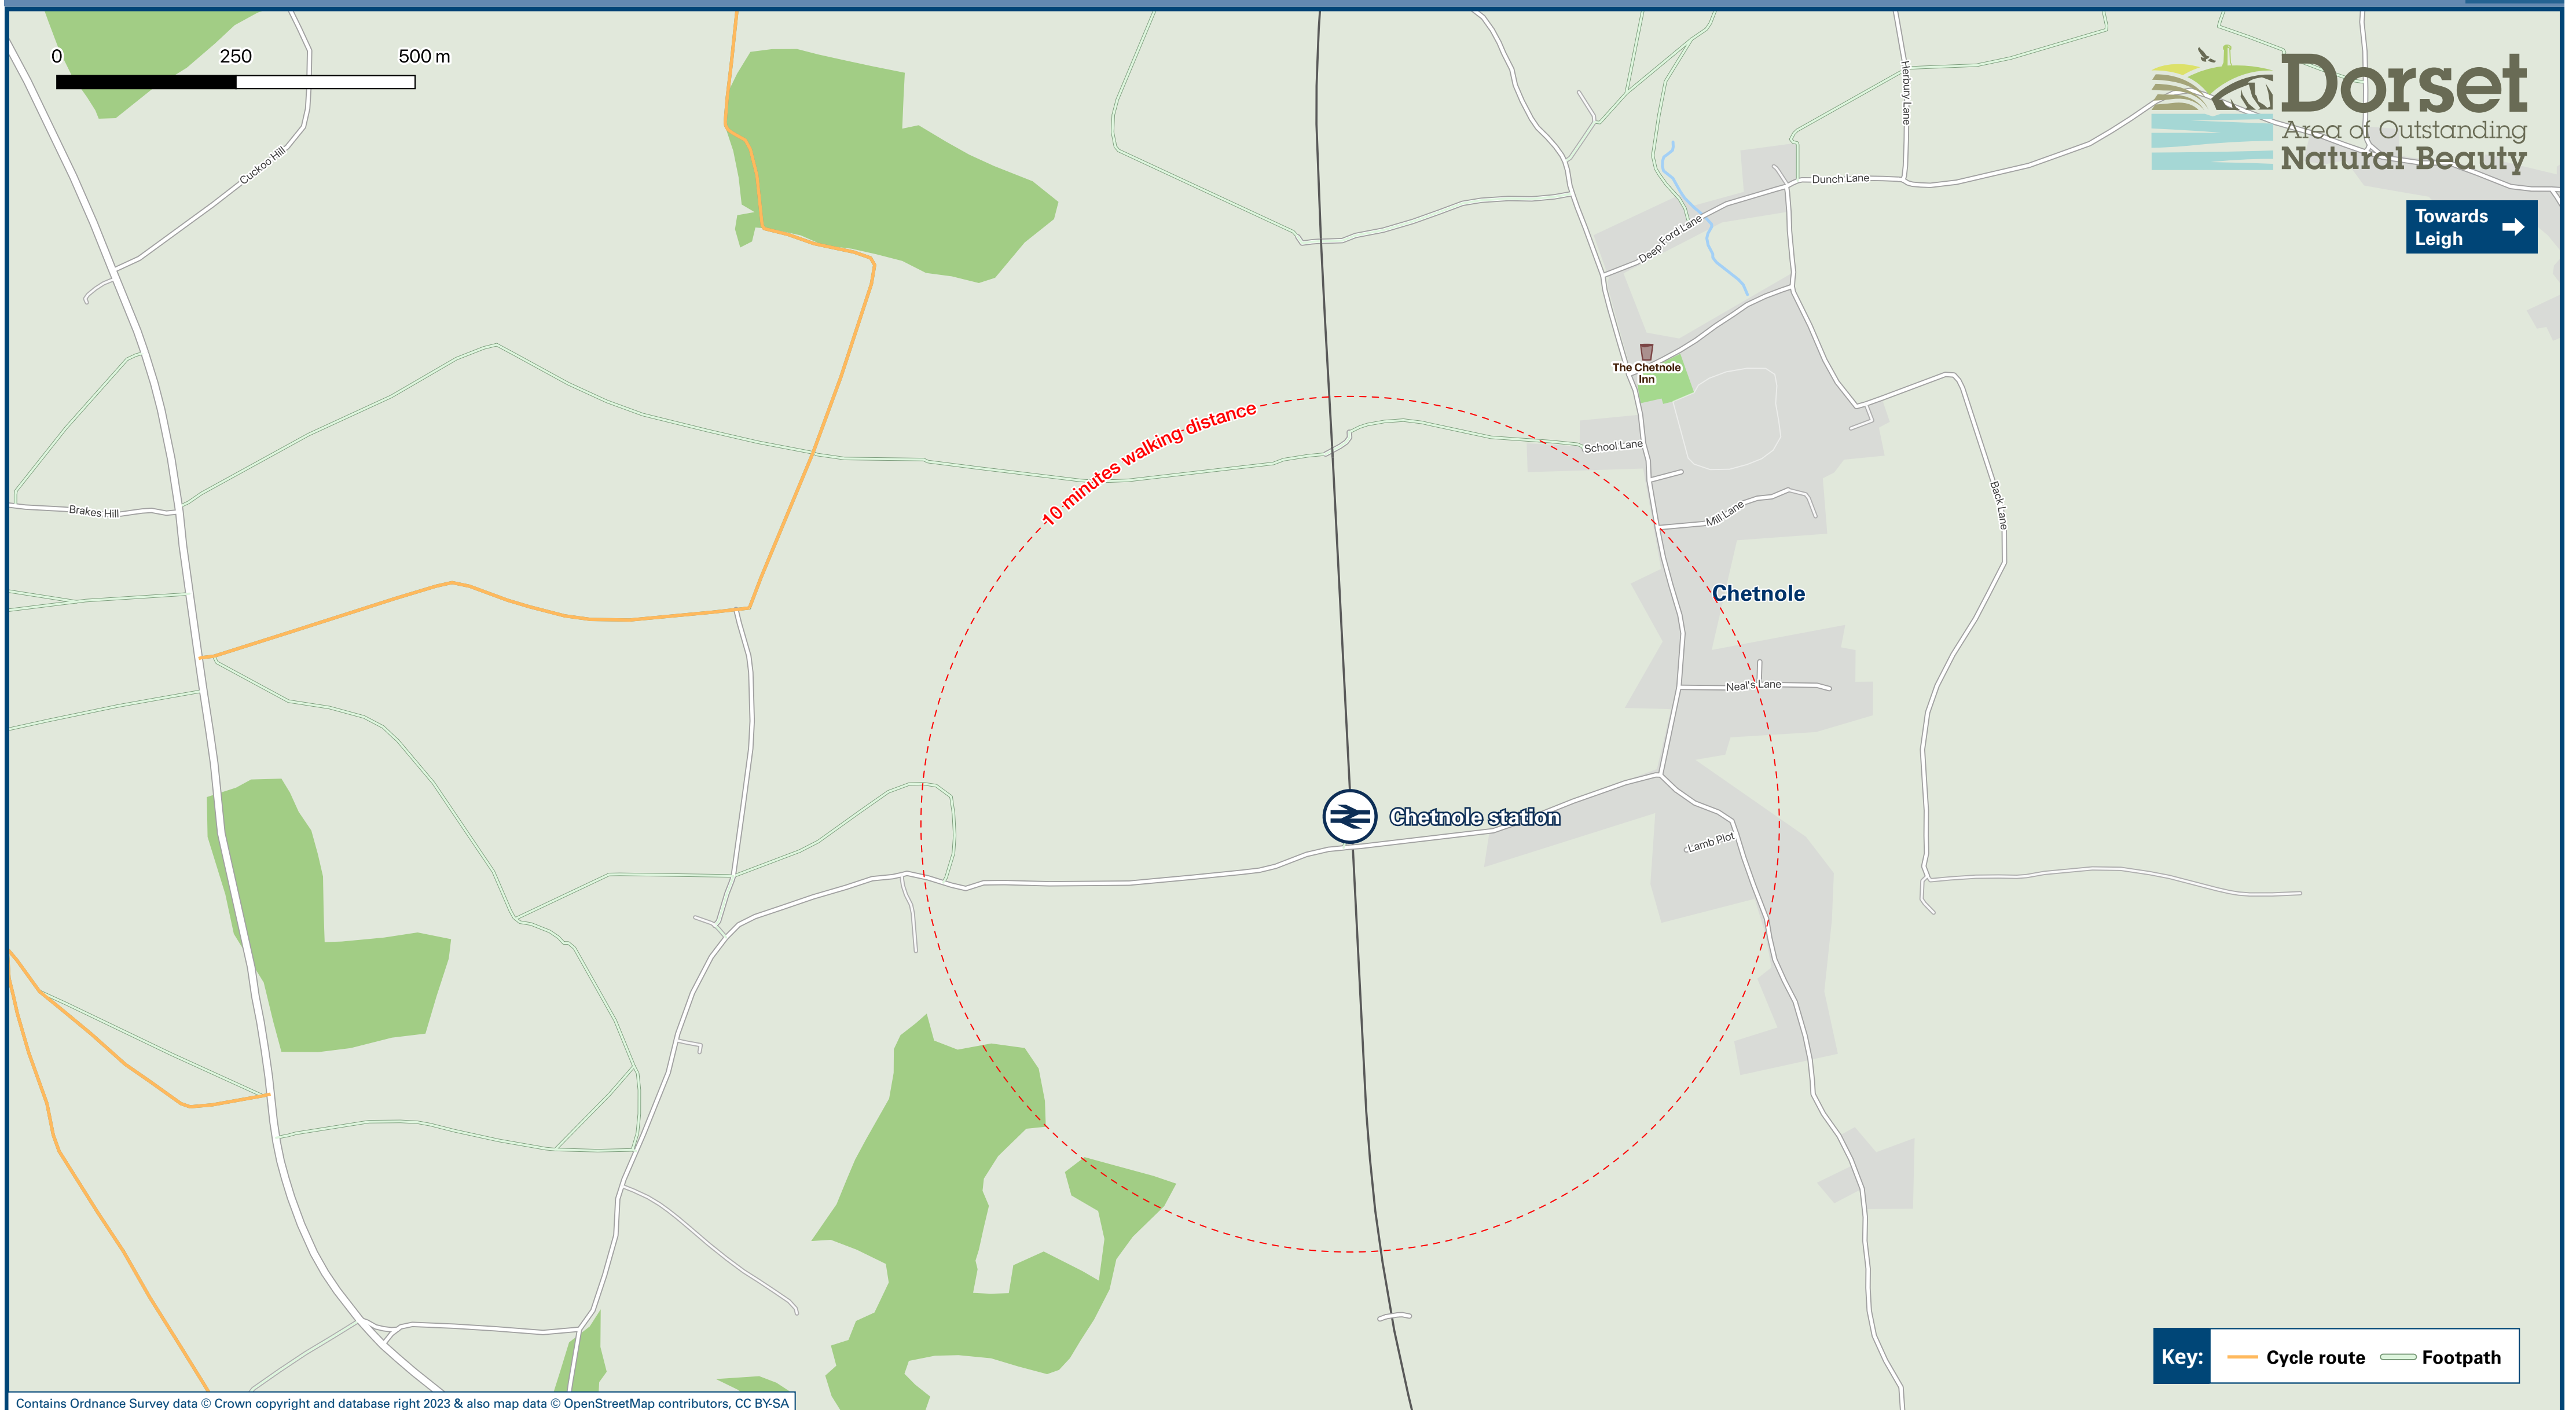 0 250 500 m
Cuckoo Hill
Herbury Lane
Dorset
Area of Outstanding
Natural Beauty
Dunch Lane
Towards
Leigh
Deep Ford Lane
The Chetnole
Inn
10 minutes walking distance
School Lane
Brakes Hill
Mill Lane
Back Lane
Chetnole
Neal's Lane
Chetnole station
Lamb Plot
Key: Cycle route Footpath
Contains Ordnance Survey data © Crown copyright and database right 2023 & also map data © OpenStreetMap contributors, CC BY-SA